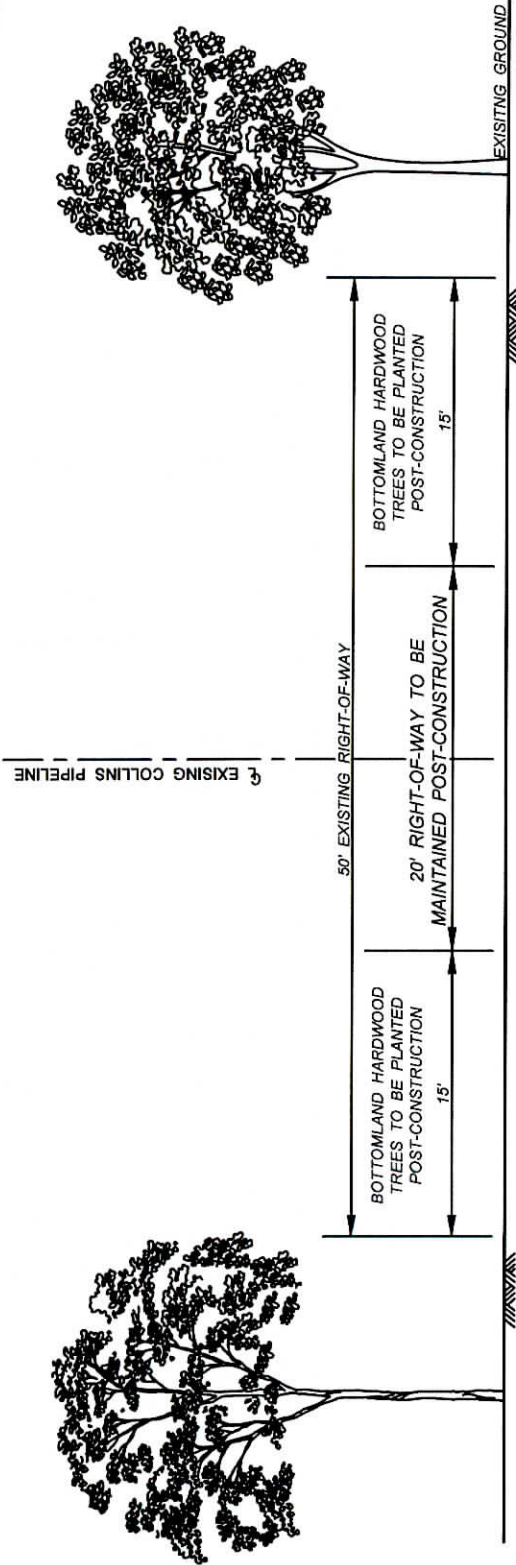 ℄ EXISING COLLINS PIPELINE
50' EXISTING RIGHT-OF-WAY
BOTTOMLAND HARDWOOD
TREES TO BE PLANTED
POST-CONSTRUCTION
15'
20' RIGHT-OF-WAY TO BE
MAINTAINED POST-CONSTRUCTION
BOTTOMLAND HARDWOOD
TREES TO BE PLANTED
POST-CONSTRUCTION
15'
EXISITNG GROUND